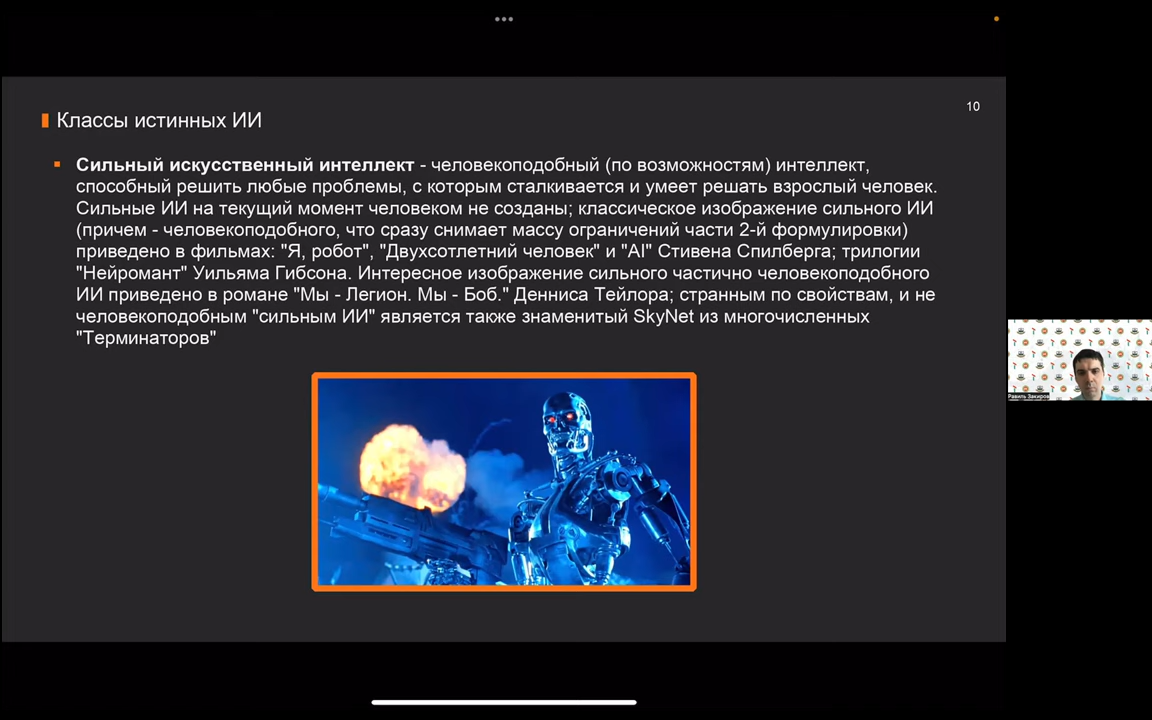 10
Классы истинных ИИ
Сильный искусственный интеллект - человекоподобный (по возможностям) интеллект,
способный решить любые проблемы, с которым сталкивается и умеет решать взрослый человек.
Сильные ИИ на текущий момент человеком не созданы; классическое изображение сильного ИИ
(причем - человекоподобного, что сразу снимает массу ограничений части 2-й формулировки)
приведено в фильмах: "Я, робот", "Двухсотлетний человек" и "AI" Стивена Спилберга; трилогии
"Нейромант" Уильяма Гибсона. Интересное изображение сильного частично человекоподобного
ИИ приведено в романе "Мы - Легион. Мы - Боб." Денниса Тейлора; странным по свойствам, и не
человекоподобным "сильным ИИ" является также знаменитый SkyNet из многочисленных
"Терминаторов"
Равиль Закиров